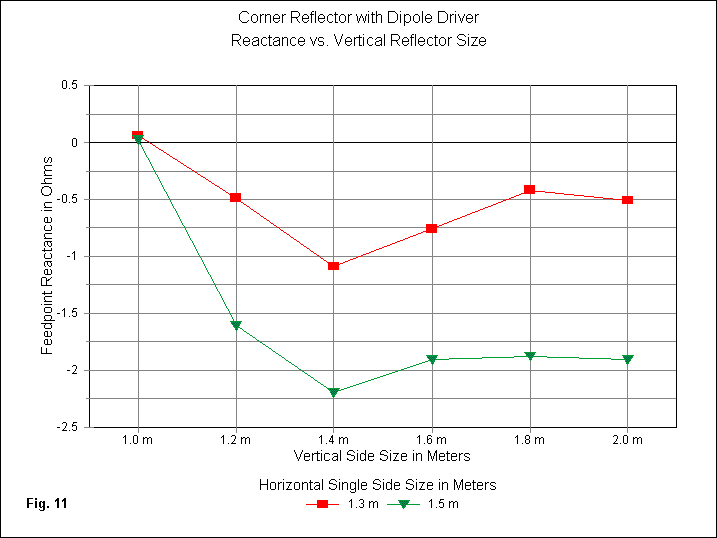 Corner Reflector with Dipole Driver
Reactance vs. Vertical Reflector Size
Feedpoint Reactance in Ohms
0.5
0
-0.5
-1
-1.5
-2
-2.5
1.0 m 1.2 m 1.4 m 1.6 m 1.8 m 2.0 m
Vertical Side Size in Meters
Horizontal Single Side Size in Meters
1.3 m 1.5 m
Fig. 11